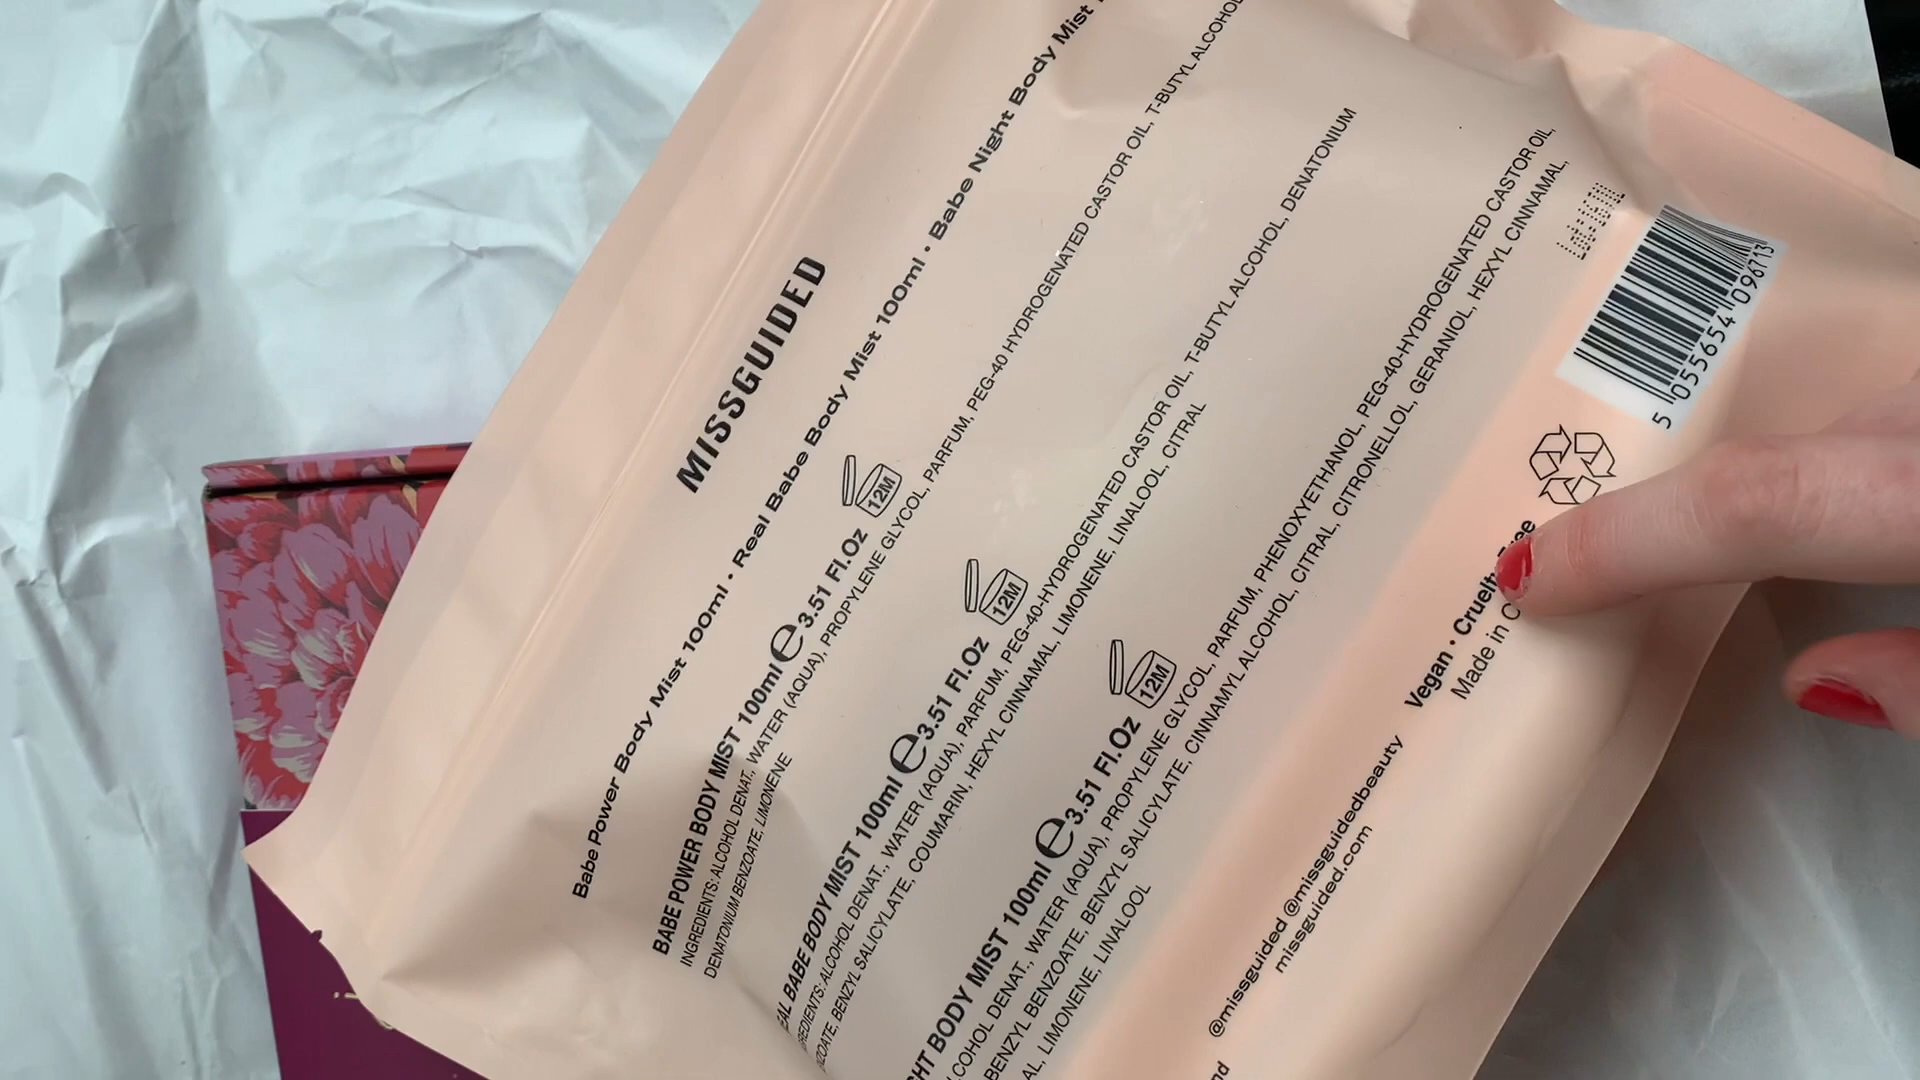 MISSGUIDED
Babe Power Body Mist 100ml • Real Babe Body Mist 100ml • Babe Night Body Mist
12M
BABE POWER BODY MIST 100ml ℮ 3.51 Fl.Oz
INGREDIENTS: ALCOHOL DENAT., WATER (AQUA), PROPYLENE GLYCOL, PARFUM, PEG-40 HYDROGENATED CASTOR OIL, T-BUTYL ALCOHOL
DENATONIUM BENZOATE, LIMONENE
12M
BABE BODY MIST 100ml ℮ 3.51 Fl.Oz
ALCOHOL DENAT., WATER (AQUA), PARFUM, PEG-40-HYDROGENATED CASTOR OIL, T-BUTYL ALCOHOL, DENATONIUM
BENZYL SALICYLATE, COUMARIN, HEXYL CINNAMAL, LIMONENE, LINALOOL, CITRAL
12M
BODY MIST 100ml ℮ 3.51 Fl.Oz
DENAT., WATER (AQUA), PROPYLENE GLYCOL, PARFUM, PHENOXYETHANOL, PEG-40-HYDROGENATED CASTOR OIL,
BENZYL BENZOATE, BENZYL SALICYLATE, CINNAMYL ALCOHOL, CITRAL, CITRONELLOL, GERANIOL, HEXYL CINNAMAL,
LIMONENE, LINALOOL
5 055654 096713
Vegan •
Made in
@missguided @missguidedbeauty
missguided.com